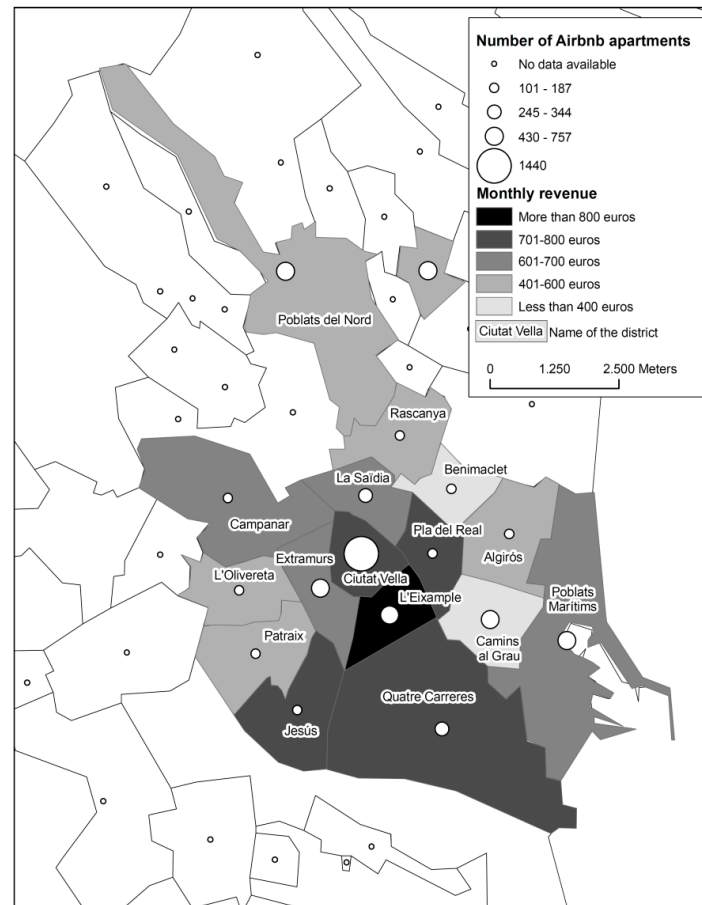 Number of Airbnb apartments
No data available
101 - 187
245 - 344
430 - 757
1440
Monthly revenue
More than 800 euros
701-800 euros
601-700 euros
401-600 euros
Less than 400 euros
Ciutat Vella Name of the district
0 1.250 2.500 Meters
Poblats del Nord
Rascanya
Benimaclet
La Saïdia
Campanar
Pla del Real
Algirós
Extramurs
Ciutat Vella
L'Olivereta
L'Eixample
Poblats
Marítims
Camins
al Grau
Patraix
Quatre Carreres
Jesús